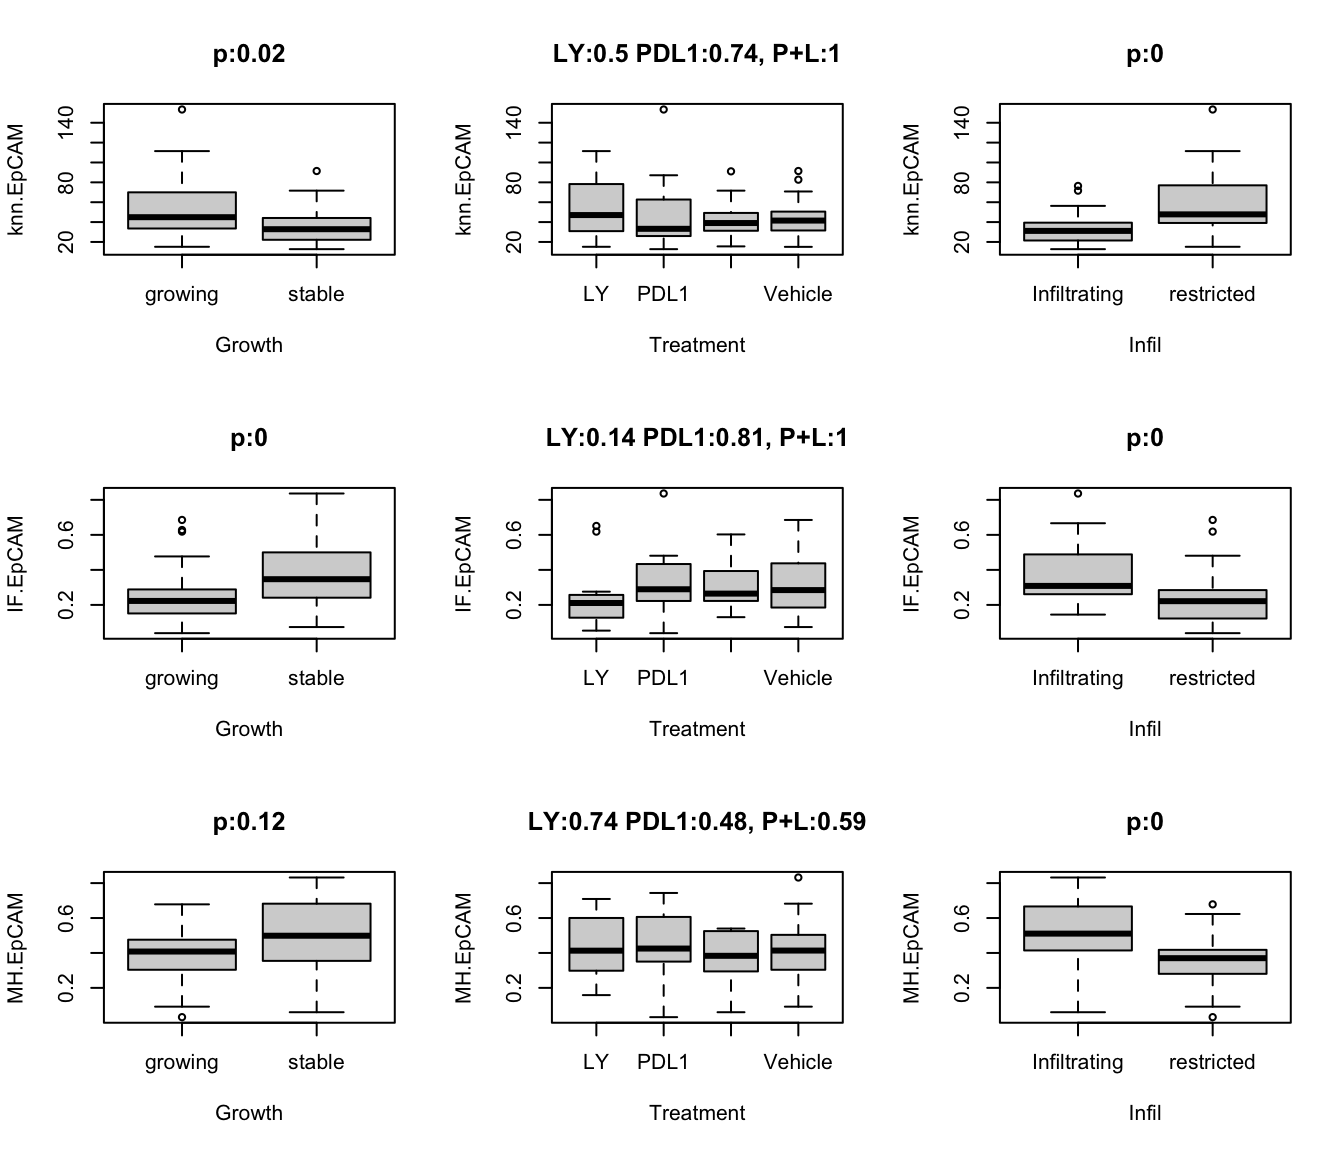 p:0.02
LY:0.5 PDL1:0.74, P+L:1
p:0
knn.EpCAM
140
80
20
growing
stable
Growth
knn.EpCAM
140
80
20
LY
PDL1
Vehicle
Treatment
knn.EpCAM
140
80
20
Infiltrating
restricted
Infil
p:0
LY:0.14 PDL1:0.81, P+L:1
p:0
IF.EpCAM
0.6
0.2
growing
stable
Growth
IF.EpCAM
0.6
0.2
LY
PDL1
Vehicle
Treatment
IF.EpCAM
0.6
0.2
Infiltrating
restricted
Infil
p:0.12
LY:0.74 PDL1:0.48, P+L:0.59
p:0
MH.EpCAM
0.6
0.2
growing
stable
Growth
MH.EpCAM
0.6
0.2
LY
PDL1
Vehicle
Treatment
MH.EpCAM
0.6
0.2
Infiltrating
restricted
Infil